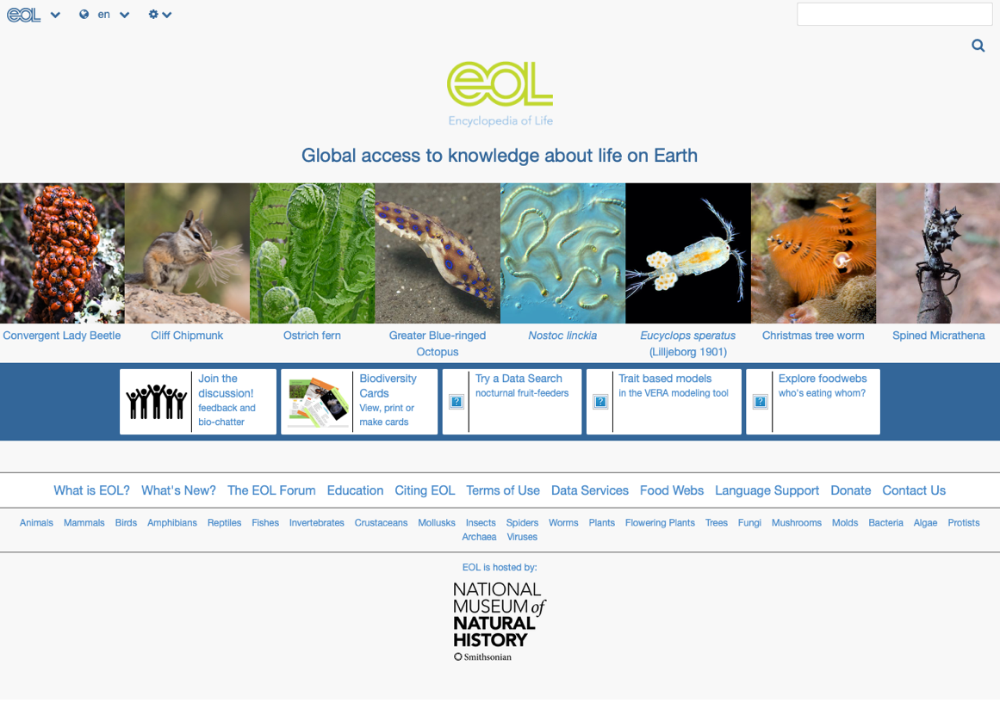 eol
en
eol
Encyclopedia of Life
Global access to knowledge about life on Earth
Convergent Lady Beetle
Cliff Chipmunk
Ostrich fern
Greater Blue-ringed
Octopus
Nostoc linckia
Eucyclops speratus
(Lilljeborg 1901)
Christmas tree worm
Spined Micrathena
Join the
discussion!
feedback and
bio-chatter
Biodiversity
Cards
View, print or
make cards
Try a Data Search
nocturnal fruit-feeders
Trait based models
in the VERA modeling tool
Explore foodwebs
who's eating whom?
What is EOL? What's New? The EOL Forum Education Citing EOL Terms of Use Data Services Food Webs Language Support Donate Contact Us
Animals Mammals Birds Amphibians Reptiles Fishes Invertebrates Crustaceans Mollusks Insects Spiders Worms Plants Flowering Plants Trees Fungi Mushrooms Molds Bacteria Algae Protists
Archaea Viruses
EOL is hosted by:
NATIONAL
MUSEUM of
NATURAL
HISTORY
Smithsonian